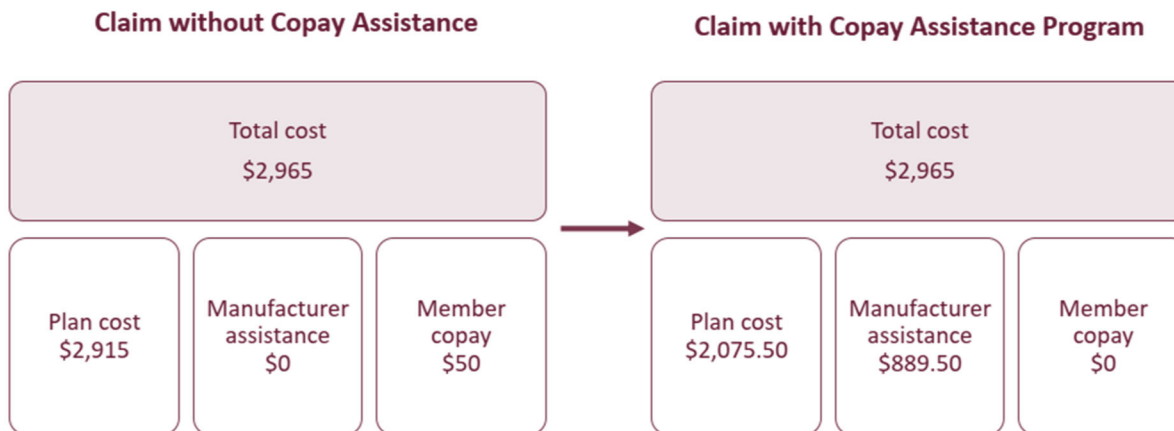 Claim without Copay Assistance
Total cost
$2,965
Plan cost
$2,915
Manufacturer
assistance
$0
Member
copay
$50
Claim with Copay Assistance Program
Total cost
$2,965
Plan cost
$2,075.50
Manufacturer
assistance
$889.50
Member
copay
$0